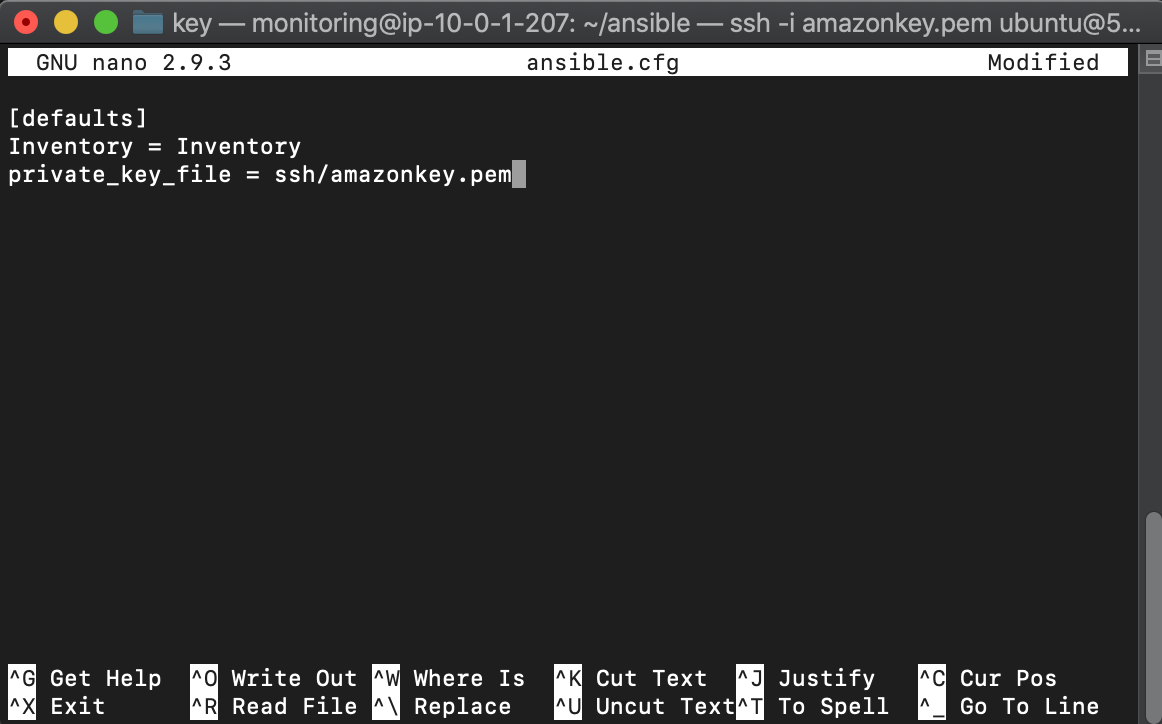 key — monitoring@ip-10-0-1-207: ~/ansible — ssh -i amazonkey.pem ubuntu@5...
GNU nano 2.9.3 ansible.cfg Modified
[defaults]
Inventory = Inventory
private_key_file = ssh/amazonkey.pem
^G Get Help ^O Write Out ^W Where Is ^K Cut Text ^J Justify ^C Cur Pos
^X Exit ^R Read File ^\ Replace ^U Uncut Text ^T To Spell ^_ Go To Line